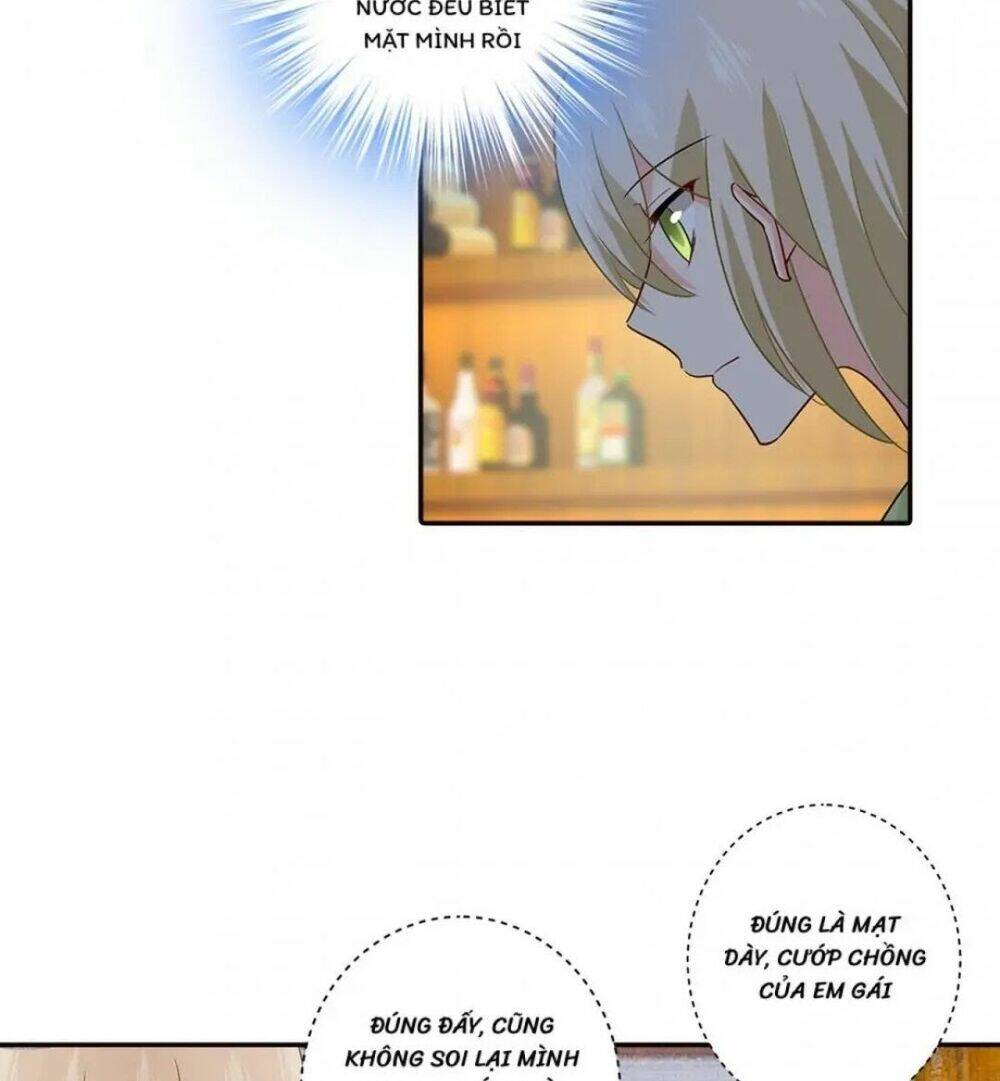 NƯỚC ĐỀU BIẾT
MẶT MÌNH RỒI
ĐÚNG LÀ MẠT
DÀY, CƯỚP CHỒNG
CỦA EM GÁI
ĐÚNG ĐẤY, CŨNG
KHÔNG SOI LẠI MÌNH